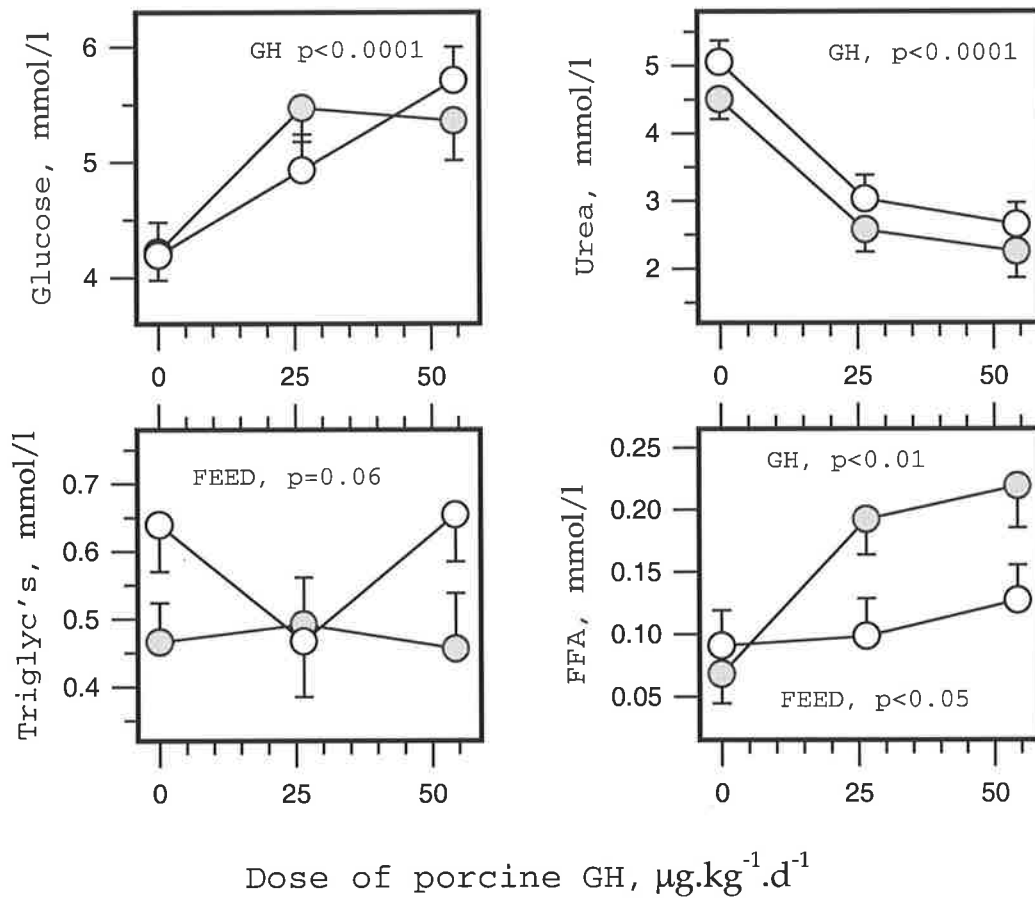 Glucose, mmol/l
6
5
4
GH p<0.0001
0
25
50
Urea, mmol/l
5
4
3
2
GH, p<0.0001
0
25
50
Triglyc's, mmol/l
0.7
0.6
0.5
0.4
FEED, p=0.06
0
25
50
FFA, mmol/l
0.25
0.20
0.15
0.10
0.05
GH, p<0.01
FEED, p<0.05
0
25
50
Dose of porcine GH, μg.kg⁻¹.d⁻¹